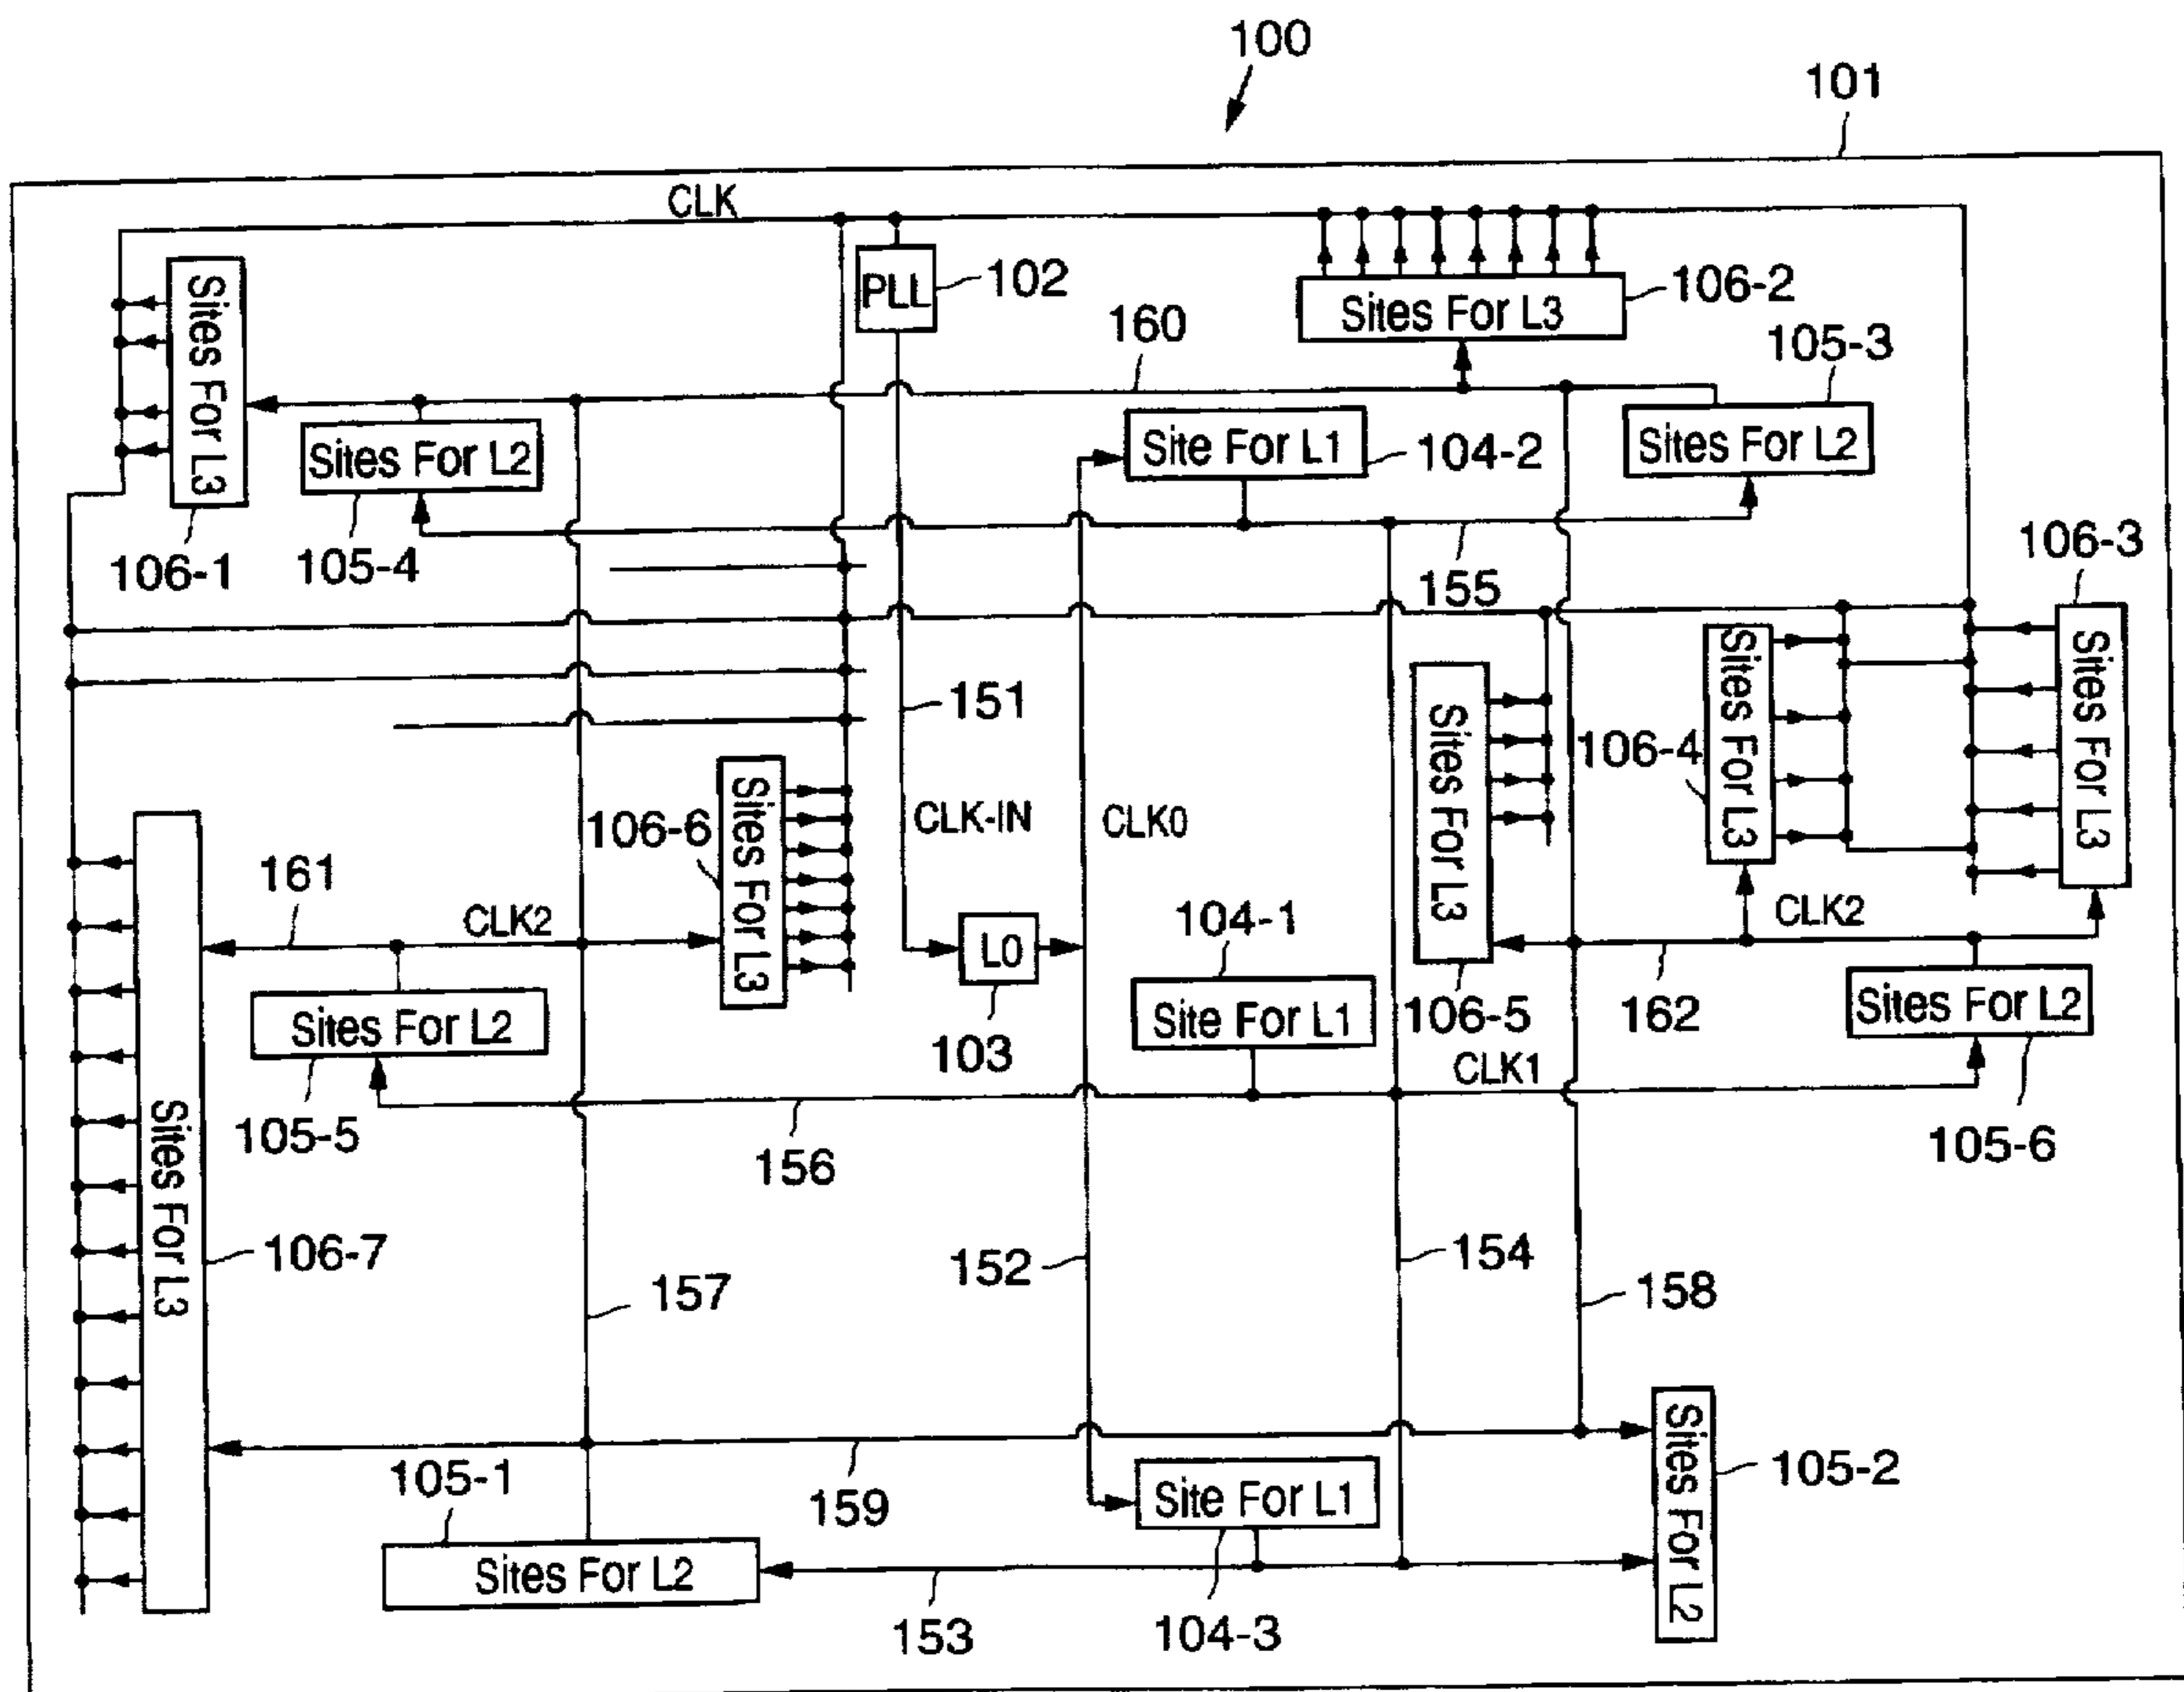 100
101
CLK
PLL
102
Sites For L3
106-2
160
105-3
Sites For L3
Sites For L2
Site For L1
104-2
Sites For L2
106-1
105-4
155
106-3
151
Sites For L3
106-4
Sites For L3
Sites For L3
106-6
Sites For L3
CLK-IN
CLK0
161
CLK2
104-1
CLK2
L0
Sites For L2
103
Site For L1
106-5
162
Sites For L2
CLK1
105-5
156
105-6
Sites For L3
106-7
157
152
154
158
105-1
159
Site For L1
Sites For L2
105-2
Sites For L2
153
104-3